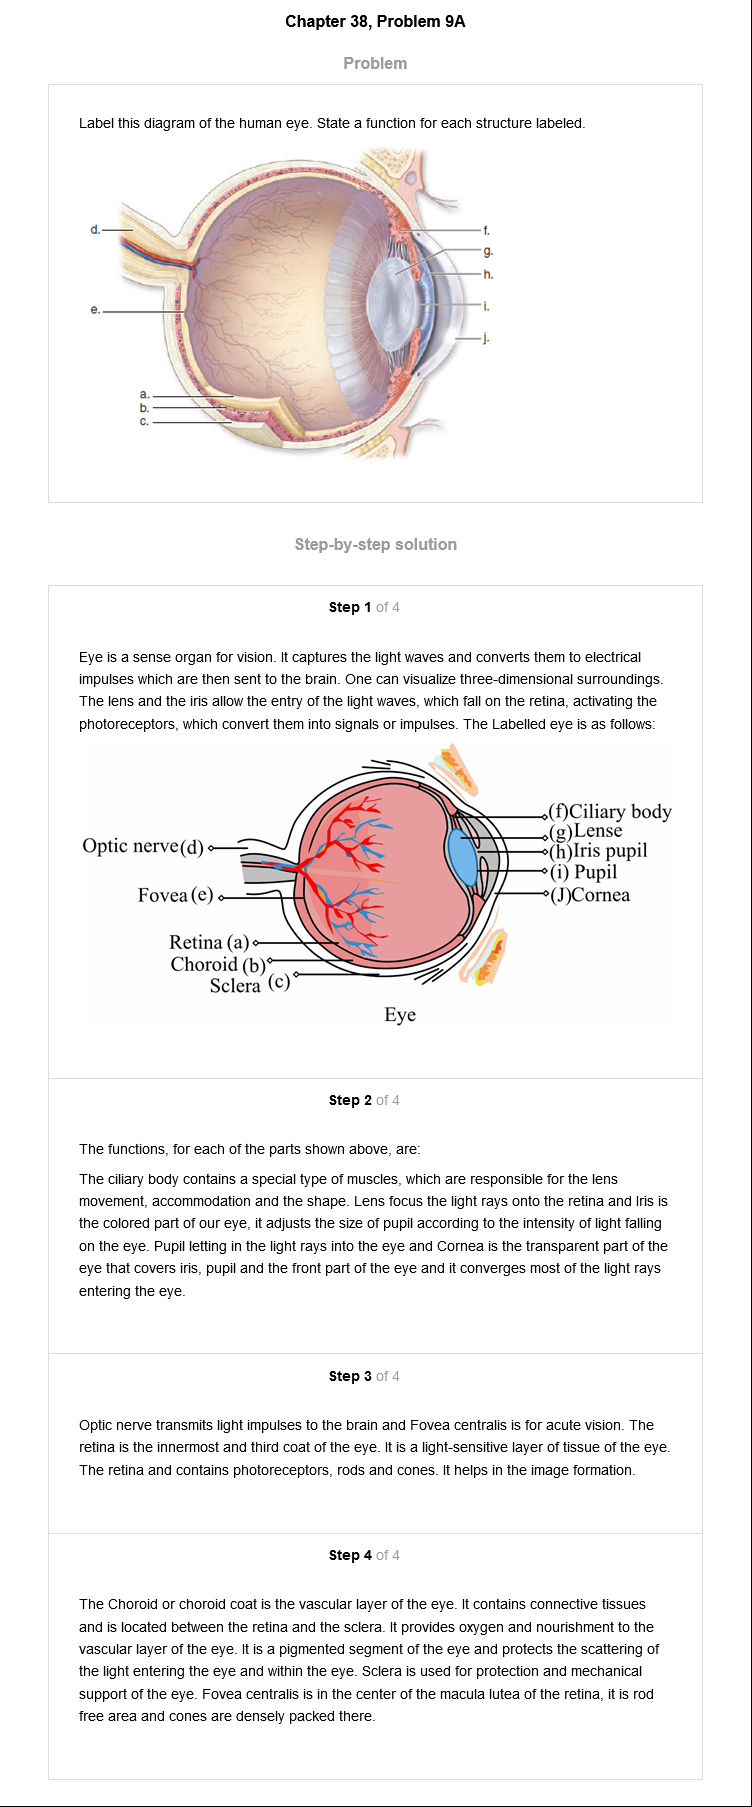 Chapter 38, Problem 9A
Problem
Label this diagram of the human eye. State a function for each structure labeled.
d.
e.
a.
b.
c.
f.
g.
h.
i.
j.
Step-by-step solution
Step 1 of 4
Eye is a sense organ for vision. It captures the light waves and converts them to electrical
impulses which are then sent to the brain. One can visualize three-dimensional surroundings.
The lens and the iris allow the entry of the light waves, which fall on the retina, activating the
photoreceptors, which convert them into signals or impulses. The Labelled eye is as follows:
Optic nerve(d)
Fovea (e)
Retina (a)
Choroid (b)
Sclera (c)
(f)Ciliary body
(g)Lense
(h)Iris pupil
(i) Pupil
(J)Cornea
Eye
Step 2 of 4
The functions, for each of the parts shown above, are:
The ciliary body contains a special type of muscles, which are responsible for the lens
movement, accommodation and the shape. Lens focus the light rays onto the retina and Iris is
the colored part of our eye, it adjusts the size of pupil according to the intensity of light falling
on the eye. Pupil letting in the light rays into the eye and Cornea is the transparent part of the
eye that covers iris, pupil and the front part of the eye and it converges most of the light rays
entering the eye.
Step 3 of 4
Optic nerve transmits light impulses to the brain and Fovea centralis is for acute vision. The
retina is the innermost and third coat of the eye. It is a light-sensitive layer of tissue of the eye.
The retina and contains photoreceptors, rods and cones. It helps in the image formation.
Step 4 of 4
The Choroid or choroid coat is the vascular layer of the eye. It contains connective tissues
and is located between the retina and the sclera. It provides oxygen and nourishment to the
vascular layer of the eye. It is a pigmented segment of the eye and protects the scattering of
the light entering the eye and within the eye. Sclera is used for protection and mechanical
support of the eye. Fovea centralis is in the center of the macula lutea of the retina, it is rod
free area and cones are densely packed there.